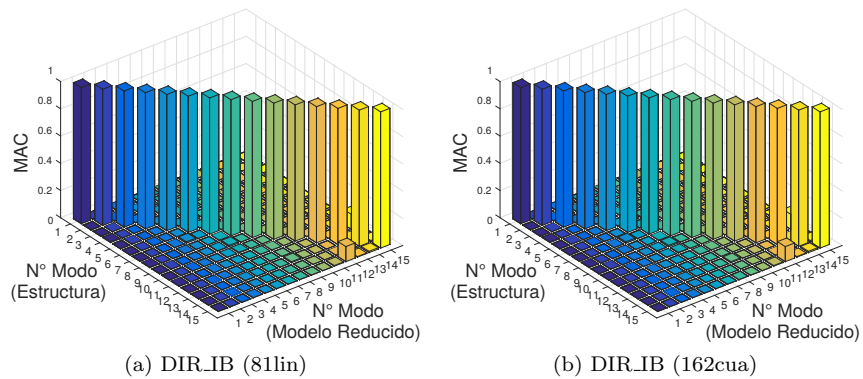 1
0.8
0.6
0.4
0.2
0
MAC
1 2 3 4 5 6 7 8 9 10 11 12 13 14 15
N° Modo
(Estructura)
1 2 3 4 5 6 7 8 9 10 11 12 13 14 15
N° Modo
(Modelo Reducido)
(a) DIR_IB (81lin)
1
0.8
0.6
0.4
0.2
0
MAC
1 2 3 4 5 6 7 8 9 10 11 12 13 14 15
N° Modo
(Estructura)
1 2 3 4 5 6 7 8 9 10 11 12 13 14 15
N° Modo
(Modelo Reducido)
(b) DIR_IB (162cua)